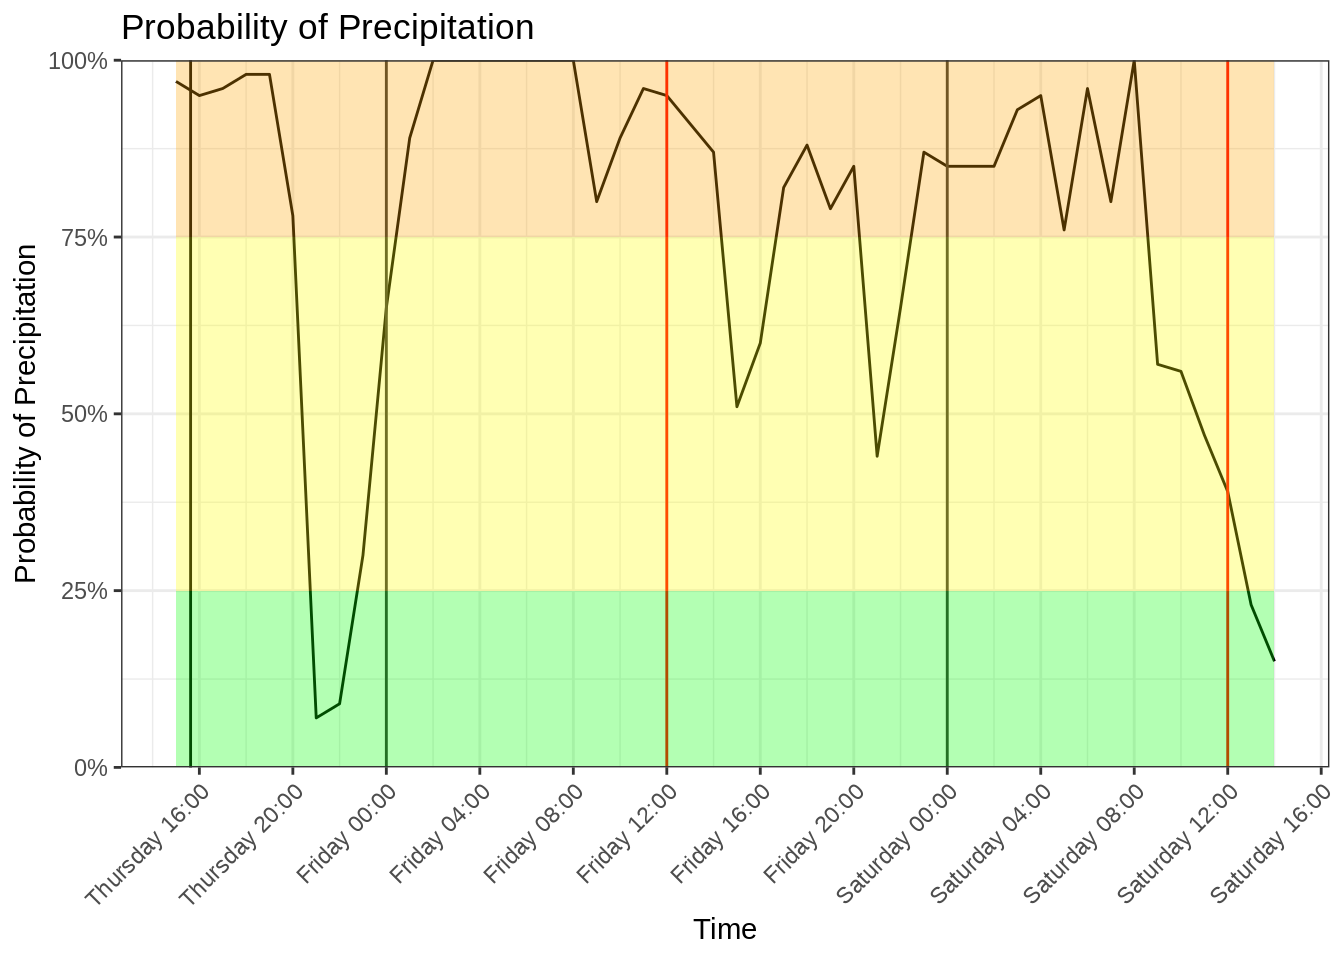 Probability of Precipitation
Probability of Precipitation
100%
75%
50%
25%
0%
Thursday 16:00
Thursday 20:00
Friday 00:00
Friday 04:00
Friday 08:00
Friday 12:00
Friday 16:00
Friday 20:00
Saturday 00:00
Saturday 04:00
Saturday 08:00
Saturday 12:00
Saturday 16:00
Time